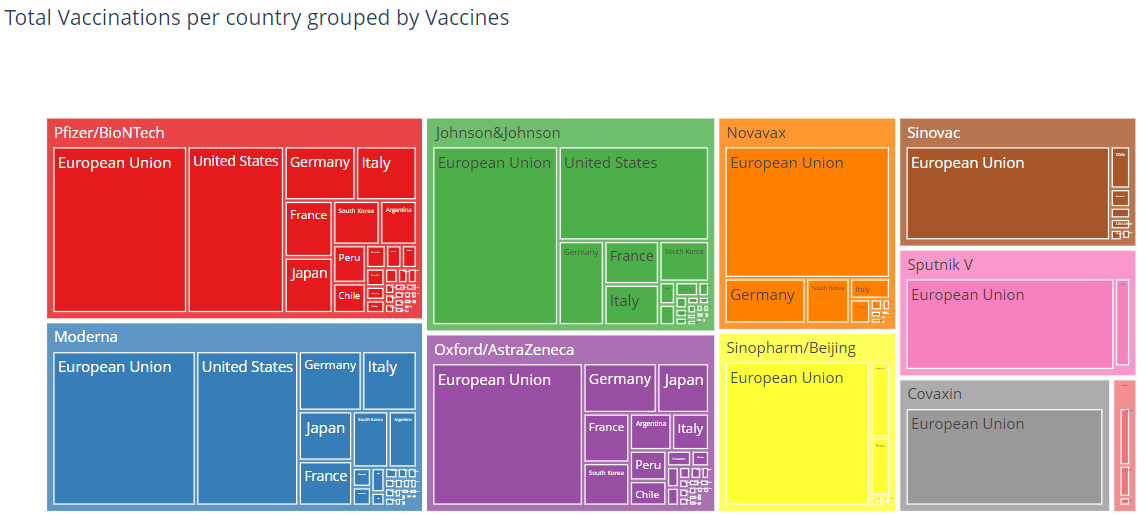 Total Vaccinations per country grouped by Vaccines
Pfizer/BioNTech
European Union
United States
Germany
Italy
France
South Korea
Argentina
Japan
Peru
Chile
Moderna
European Union
United States
Germany
Italy
Japan
South Korea
Argentina
France
Johnson&Johnson
European Union
United States
Germany
France
South Korea
Italy
Oxford/AstraZeneca
European Union
Germany
Japan
France
Argentina
Italy
South Korea
Peru
Chile
Novavax
European Union
Germany
South Korea
Italy
Sinopharm/Beijing
European Union
Sinovac
European Union
Sputnik V
European Union
Covaxin
European Union